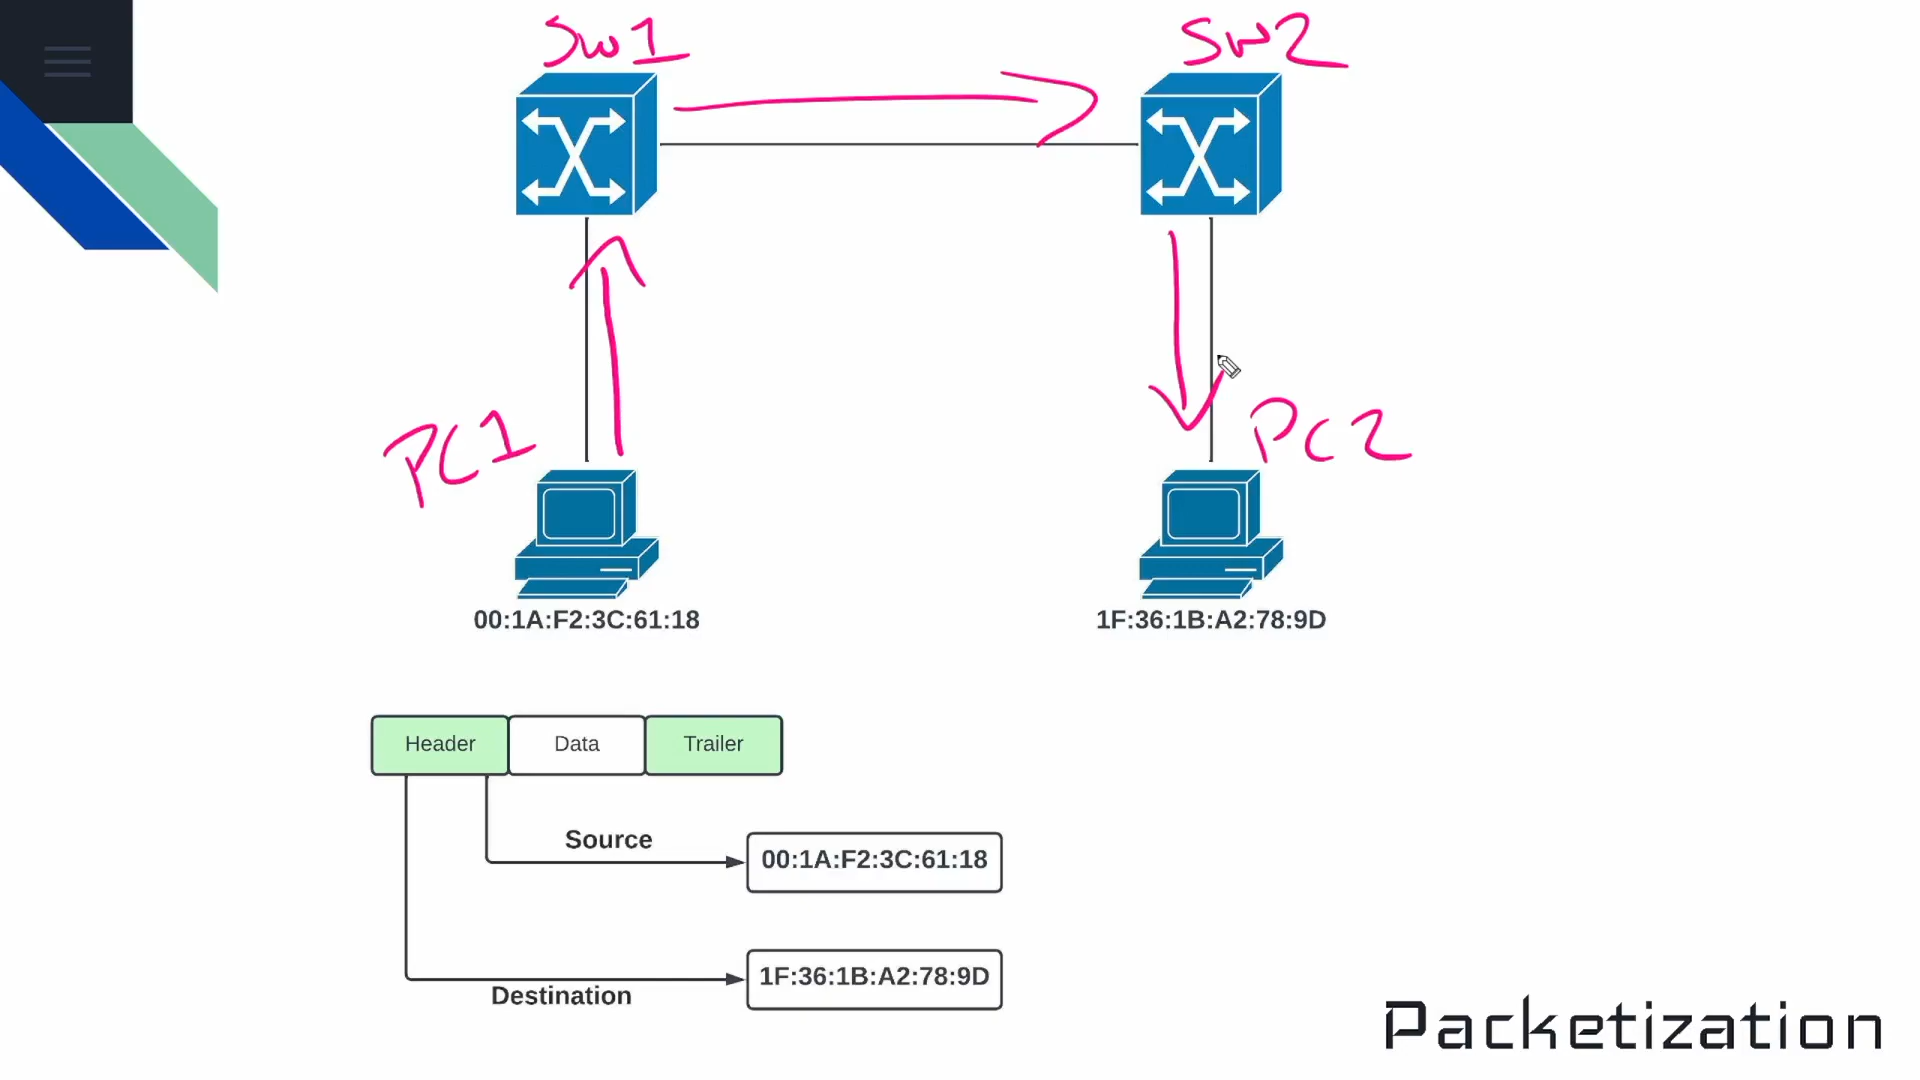 SW1
SW2
PC1
PC2
00:1A:F2:3C:61:18
1F:36:1B:A2:78:9D
Header
Data
Trailer
Source
00:1A:F2:3C:61:18
1F:36:1B:A2:78:9D
Destination
Packetization